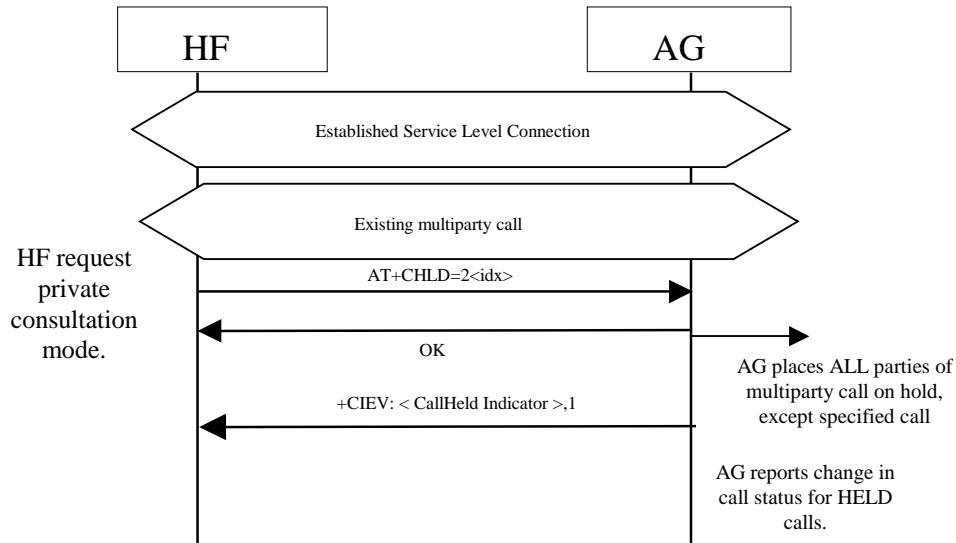 HF
AG
Established Service Level Connection
Existing multiparty call
HF request
private
consultation
mode.
AT+CHLD=2<idx>
OK
AG places ALL parties of
multiparty call on hold,
except specified call
+CIEV: < CallHeld Indicator >,1
AG reports change in
call status for HELD
calls.